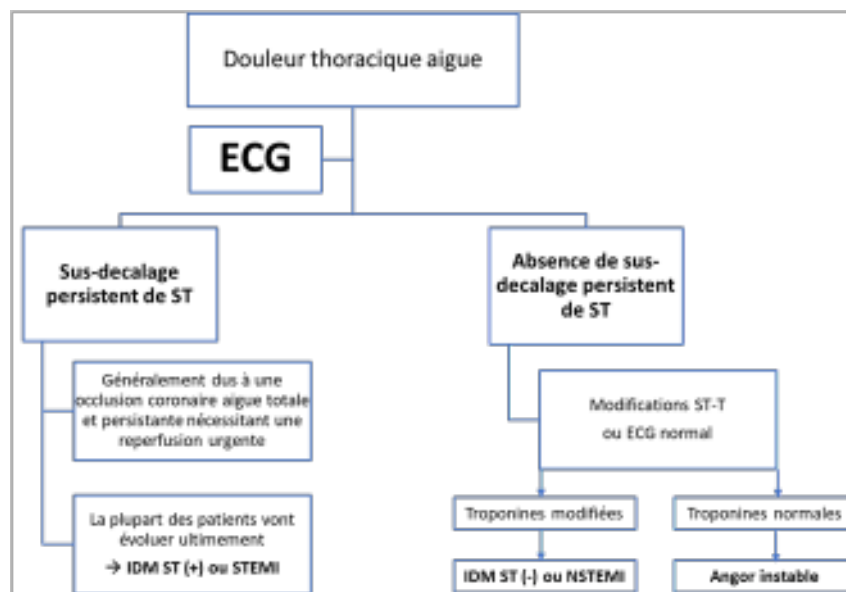 Douleur thoracique aigue
ECG
Sus-decalage
persistent de ST
Absence de sus-
decalage persistent
de ST
Généralement dus à une
occlusion coronaire aigue totale
et persistante nécessitant une
reperfusion urgente
Modifications ST-T
ou ECG normal
La plupart des patients vont
évoluer ultimement
→ IDM ST (+) ou STEMI
Troponines modifiées
Troponines normales
IDM ST (-) ou NSTEMI
Angor instable